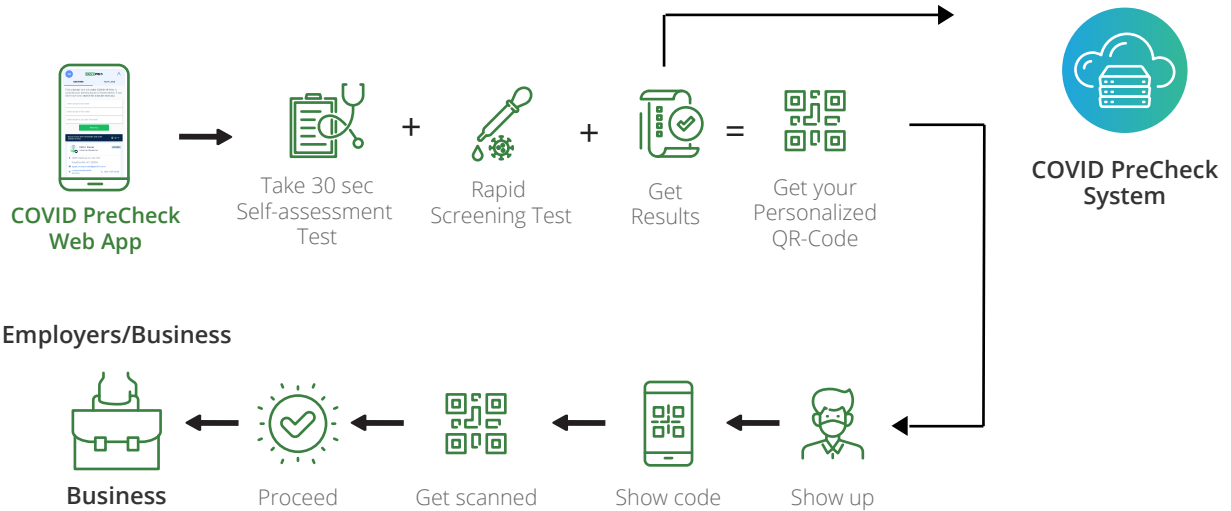 COVID PreCheck
Web App
Take 30 sec
Self-assessment
Test
+
Rapid
Screening Test
+
Get
Results
=
Get your
Personalized
QR-Code
COVID PreCheck
System
Employers/Business
Business
Proceed
Get scanned
Show code
Show up